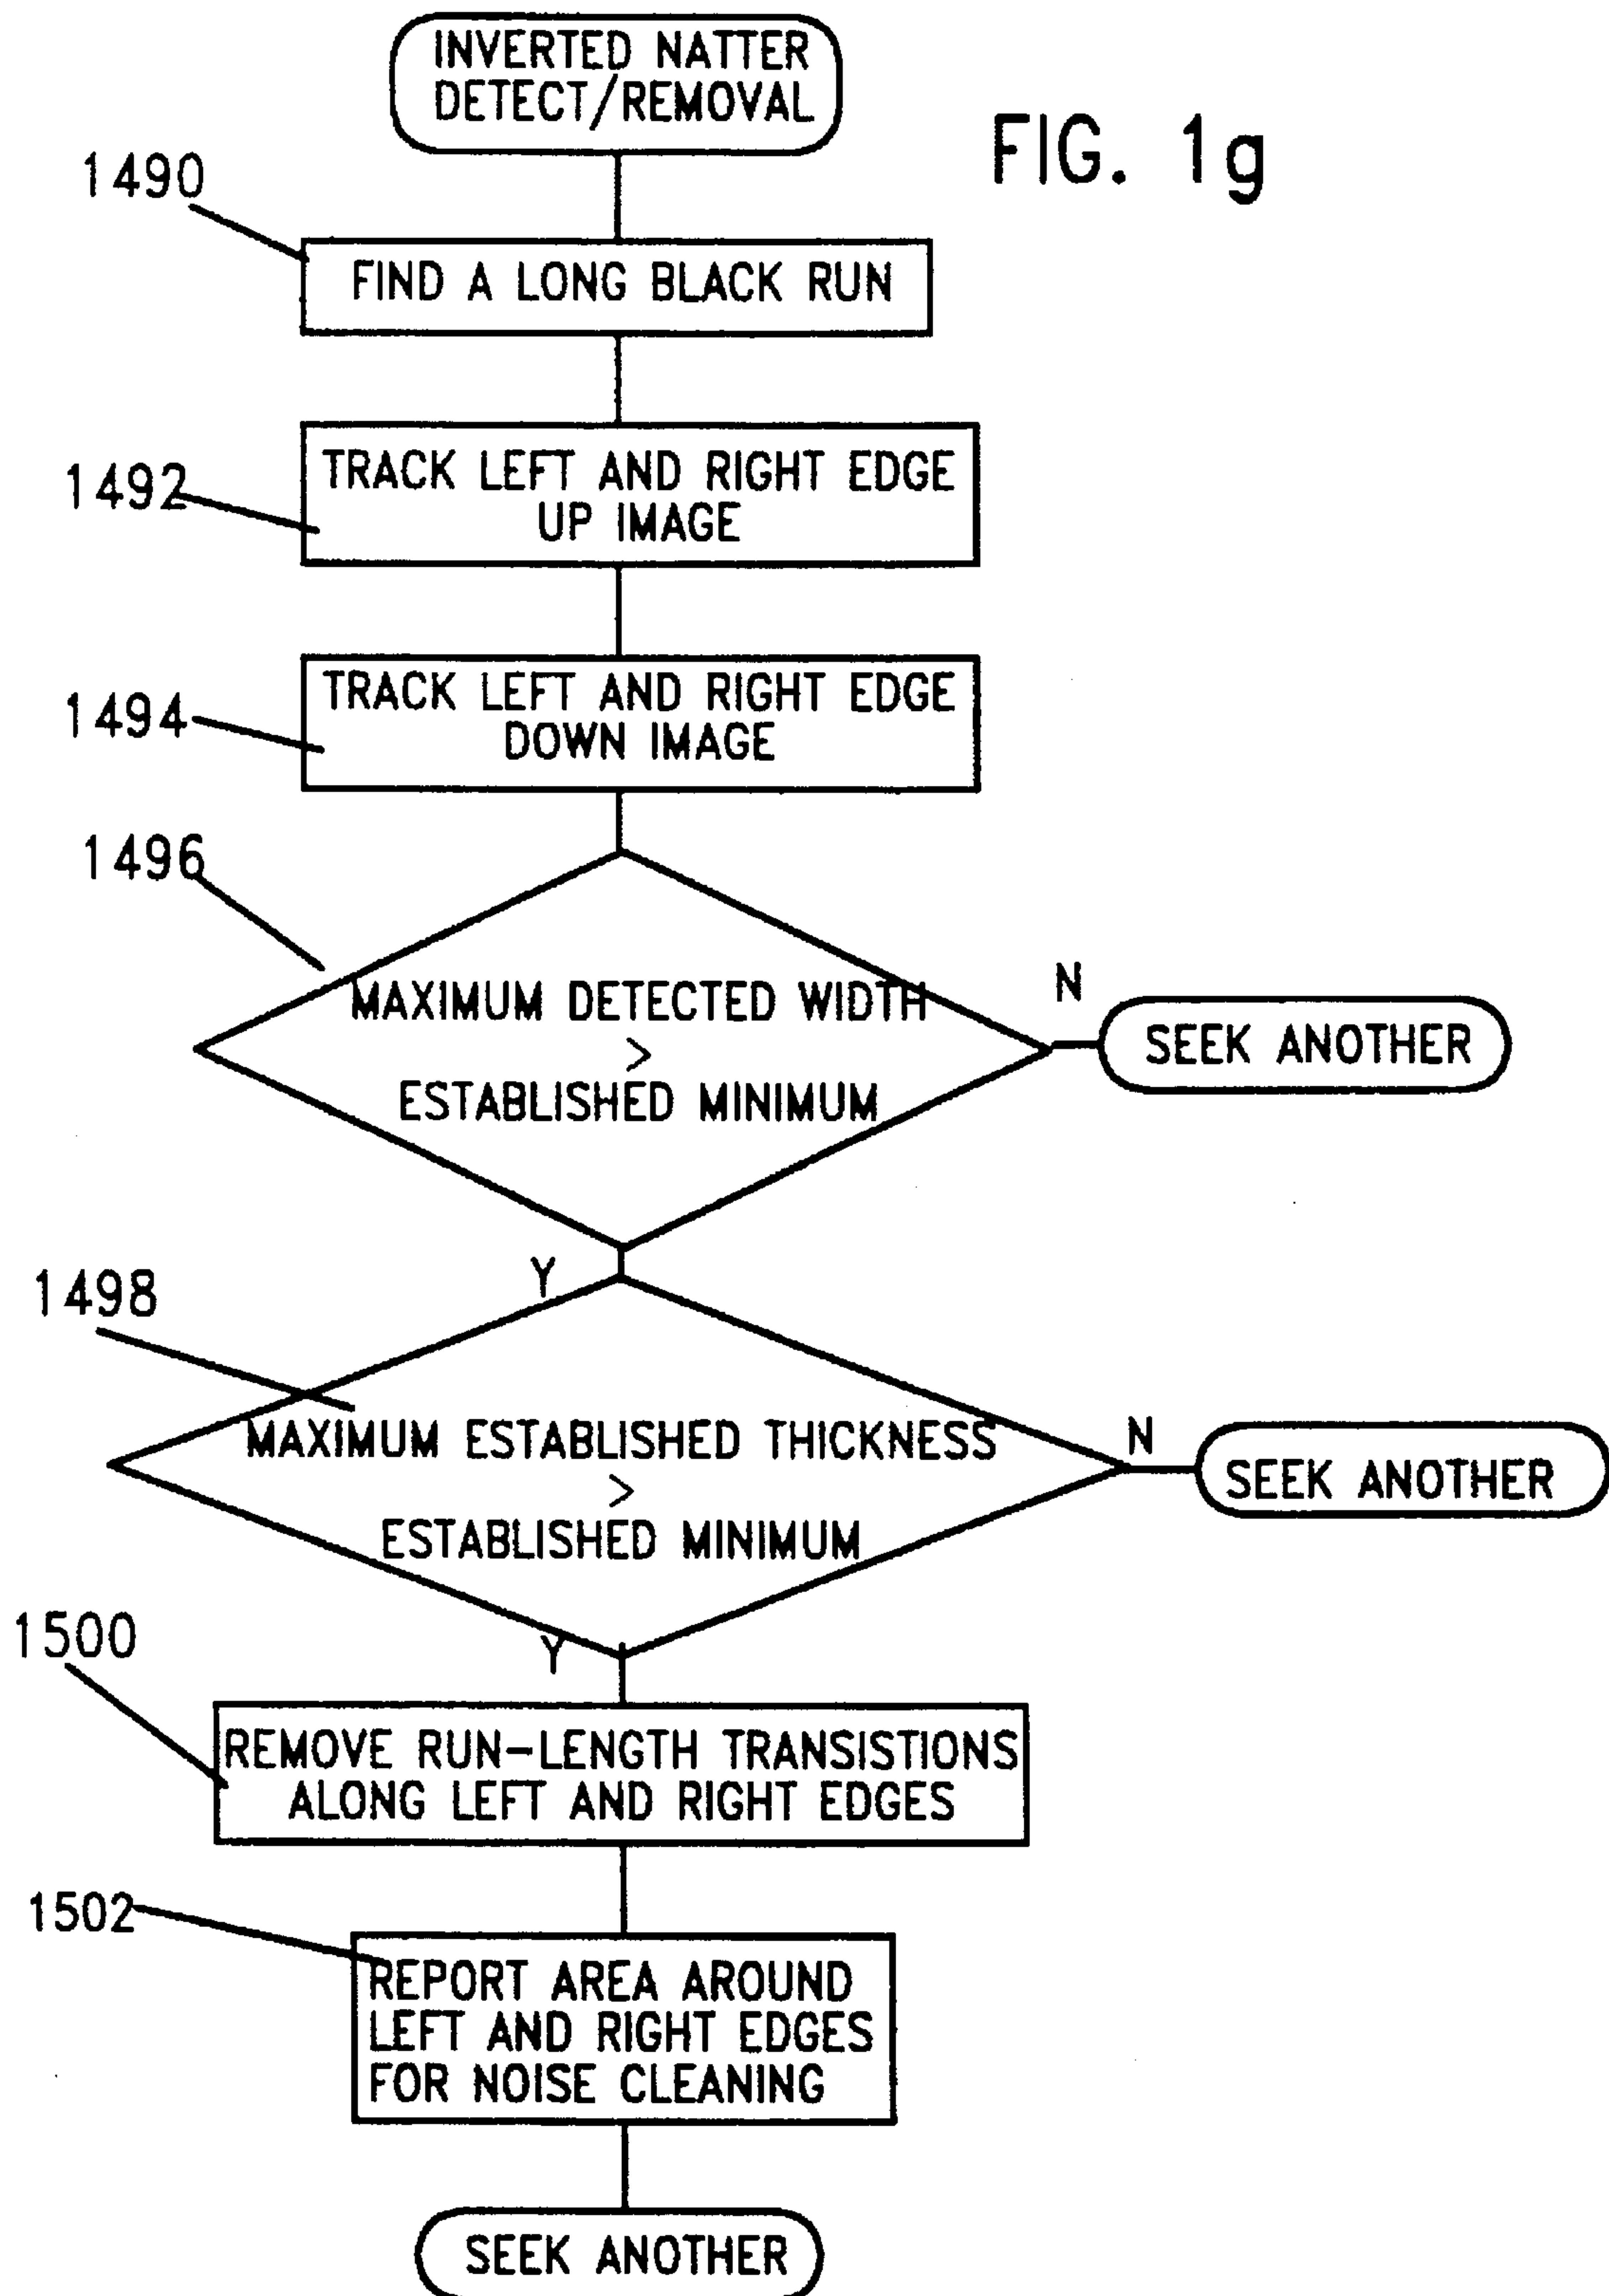 INVERTED NATTER
DETECT/REMOVAL
FIG. 1g
1490
FIND A LONG BLACK RUN
1492
TRACK LEFT AND RIGHT EDGE
UP IMAGE
1494
TRACK LEFT AND RIGHT EDGE
DOWN IMAGE
1496
MAXIMUM DETECTED WIDTH
>
ESTABLISHED MINIMUM
N
SEEK ANOTHER
Y
1498
MAXIMUM ESTABLISHED THICKNESS
>
ESTABLISHED MINIMUM
N
SEEK ANOTHER
Y
1500
REMOVE RUN-LENGTH TRANSISTIONS
ALONG LEFT AND RIGHT EDGES
1502
REPORT AREA AROUND
LEFT AND RIGHT EDGES
FOR NOISE CLEANING
SEEK ANOTHER